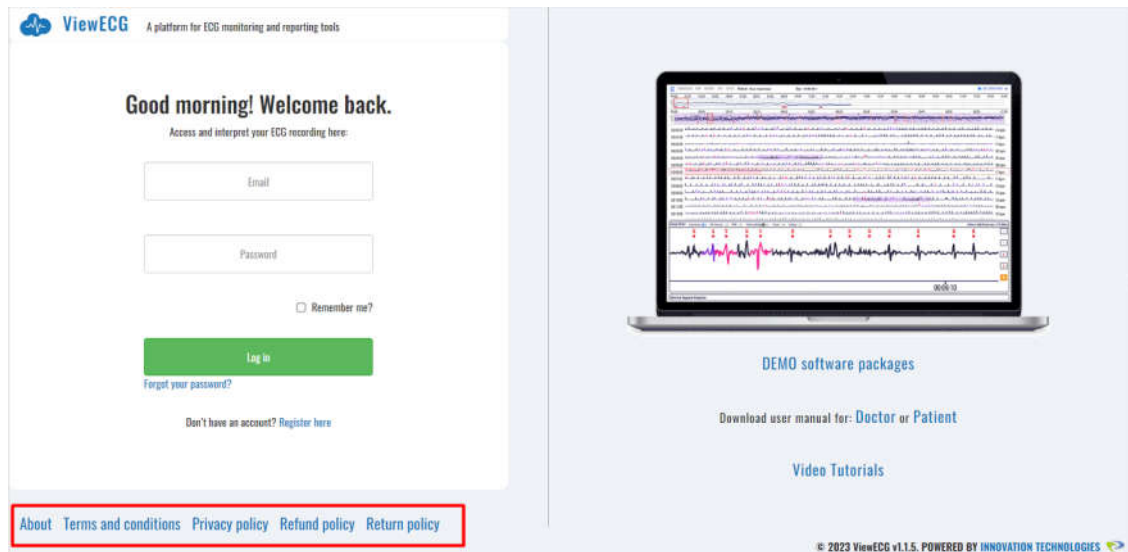 ViewECG A platform for ECG monitoring and reporting tools
Good morning! Welcome back.
Access and interpret your ECG recording here:
Email
Password
Remember me?
Log in
Forgot your password?
Don't have an account? Register here
About Terms and conditions Privacy policy Refund policy Return policy
00:06:13
DEMO software packages
Download user manual for: Doctor or Patient
Video Tutorials
© 2023 ViewECG v1.1.5. POWERED BY INNOVATION TECHNOLOGIES